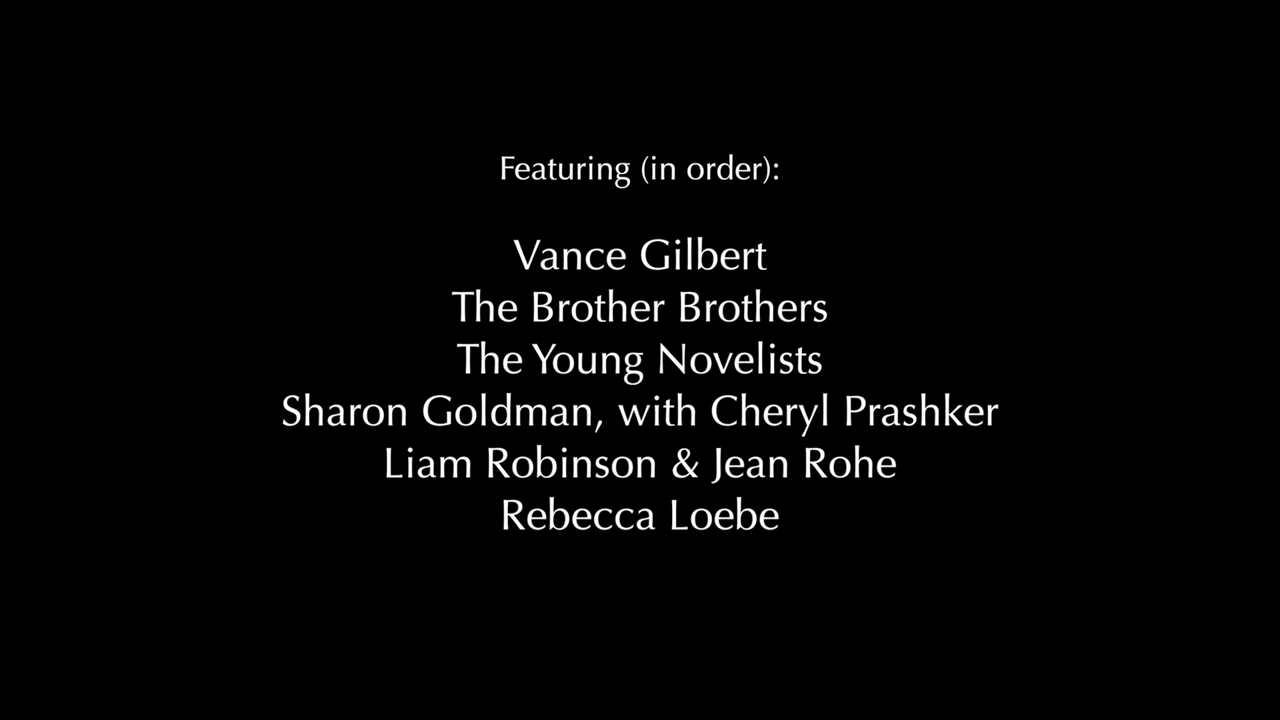 Featuring (in order):
Vance Gilbert
The Brother Brothers
The Young Novelists
Sharon Goldman, with Cheryl Prashker
Liam Robinson & Jean Rohe
Rebecca Loebe